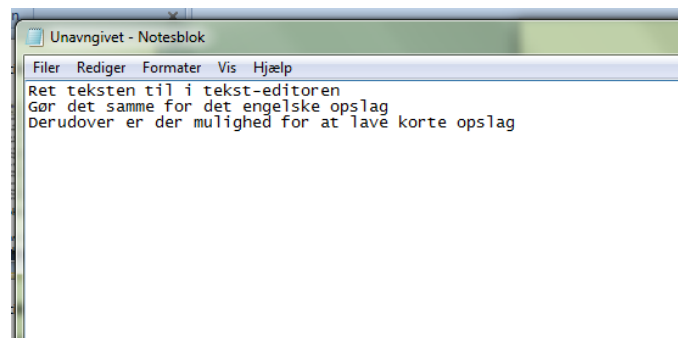 Unavngivet - Notesblok
Filer Rediger Formater Vis Hjælp
Ret teksten til i tekst-editoren
Gør det samme for det engelske opslag
Derudover er der mulighed for at lave korte opslag